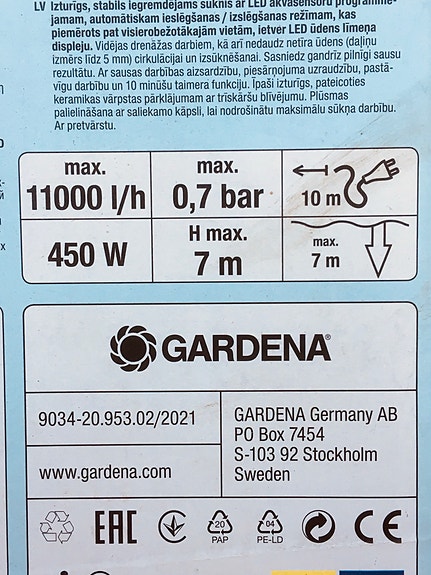 LV Izturīgs, stabils iegremdējams sūknis ar LED akvasensoru programmē-
jamam, automātiskam ieslēgšanas / izslēgšanas režīmam, kas
piemērots pat visierobežotākajām vietām, ietver LED ūdens līmeņa
displeju. Vidējas drenāžas darbiem, kā arī nedaudz netīra ūdens (daļiņu
izmērs līdz 5 mm) cirkulācijai un izsūknēšanai. Sasniedz gandrīz pilnīgi sausu
rezultātu. Ar sausas darbības aizsardzību, piesārņojuma uzraudzību, pastā-
vīgu darbību un 10 minūšu taimera funkciju. Īpaši izturīgs, pateicoties
keramikas vārpstas pārklājumam ar trīskāršu blīvējumu. Plūsmas
palielināšana ar saliekamo kāpsli, lai nodrošinātu maksimālu sūkņa darbību.
Ar pretvārstu.
max.
11000 l/h
max.
0,7 bar
10 m
450 W
H max.
7 m
max.
7 m
GARDENA®
9034-20.953.02/2021
www.gardena.com
GARDENA Germany AB
PO Box 7454
S-103 92 Stockholm
Sweden
EAC
20
PAP
04
PE-LD
CE